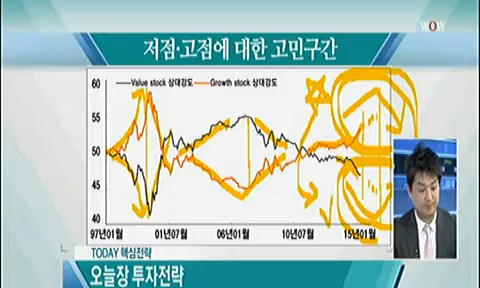 WOW
저점·고점에 대한 고민구간
Value stock 상대강도 Growth stock 상대강도
60
55
50
45
40
97년01월 01년07월 06년01월 10년07월 15년01월
TODAY 핵심전략
오늘장 투자전략